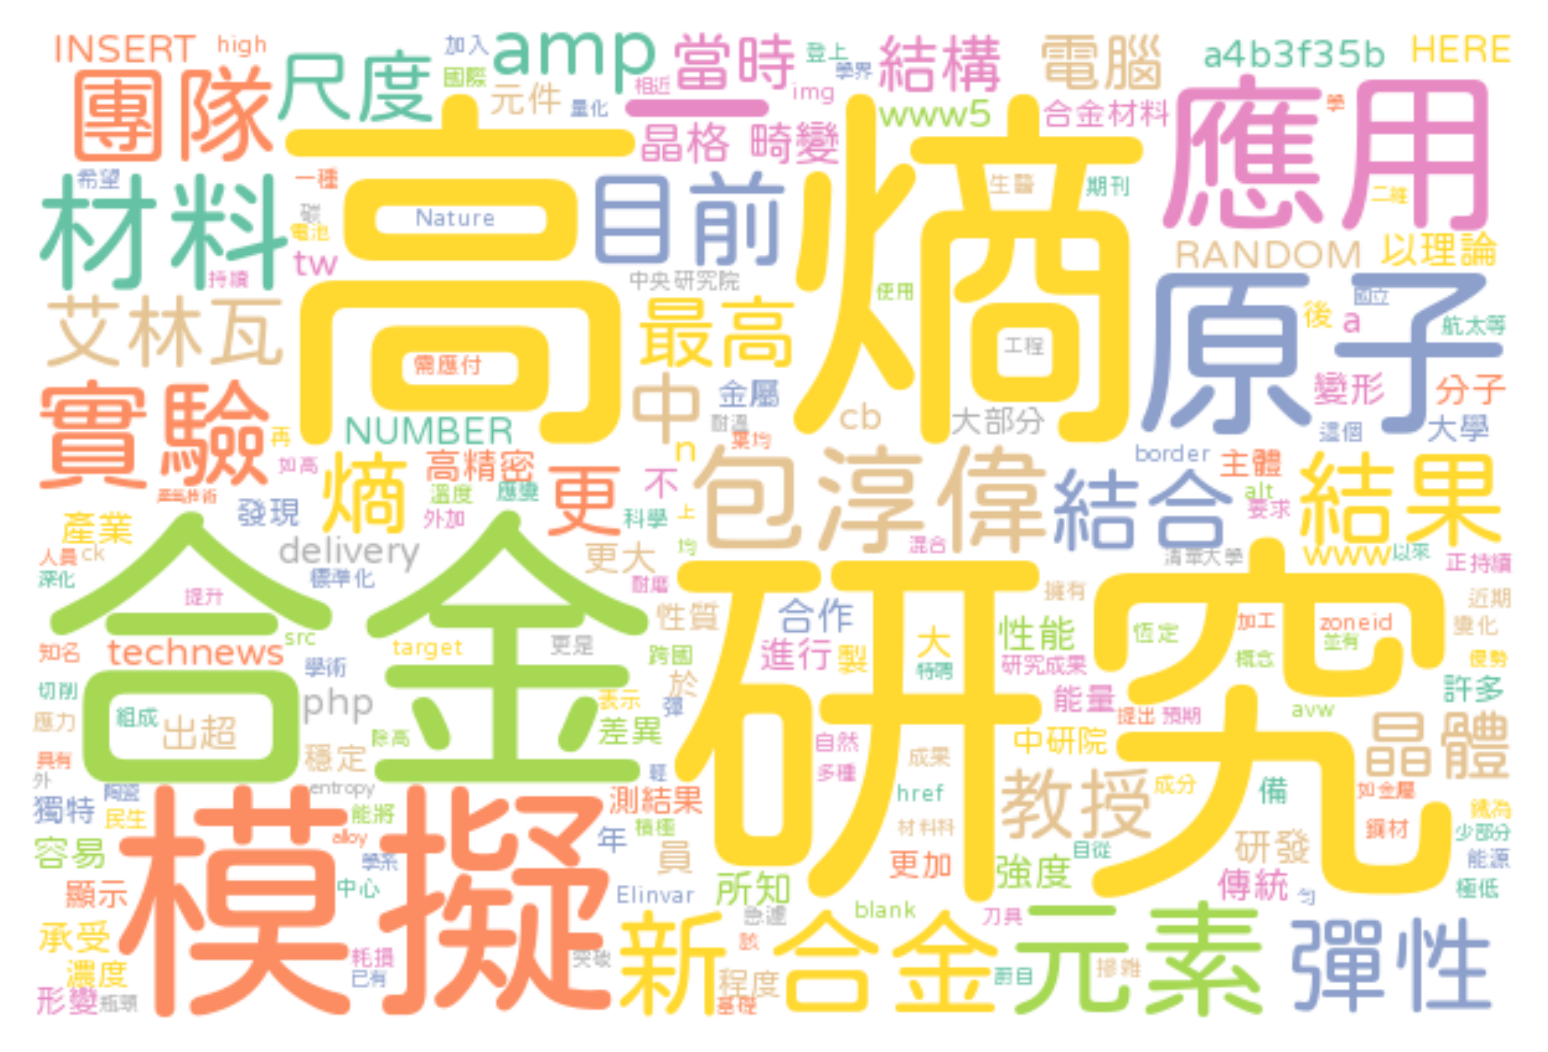 INSERT
high
團隊
尺度
加入
國際
amp
元件
量化
當時
相近
一
img
登上
學界
結構
www5
電腦
合金材料
a4b3f35b
HERE
應用
學
二維
晶格
畸變
材料
希望
一種
電池
持續
tw
高
熵
Nature
需應付
目前
中央研究院
生醫
期刊
使用
工程
RANDOM
以理論
原子
國立
後
a
航太等
艾林瓦
最高
中
金屬
耐溫
葉均
cb
大部分
變形
分子
這個
大學
實驗
再
如高
NUMBER
熵
高精密
溫度
應變
外加
更
不
n
科學
上
均
包淳偉
混合
border
結合
主體
alt
要求
結果
清華大學
www
以來
正持續
產業
發現
人員
ck
深化
delivery
標準化
更大
耐磨
合金
提升
technews
src
知名
學術
target
更是
切削
組成
出超
php
應力
具有
外
穩定
除高
表示
差異
研究
性質
跨國
於
彈
合作
進行
製
大
特聘
擁有
性能
研究成果
恆定
加工
概念
zoneid
並有
近期
變化
優勢
能量
提出
預期
avw
許多
晶體
中研院
自然
多種
成果
輕
獨特
陶瓷
民生
entropy
能將
alloy
學系
測結果
年
積極
員
href
材料科
教授
成分
備
如金屬
鋼材
鐵為
少部分
能源
容易
模擬
中心
顯示
更加
目從
強度
研發
傳統
勻
極低
承受
濃度
形變
瓶頸
耗損
已有
突破
Elinvar
所知
急遽
blank
刀具
新合金
該
程度
基礎
蔚目
元素
摻雜
彈性